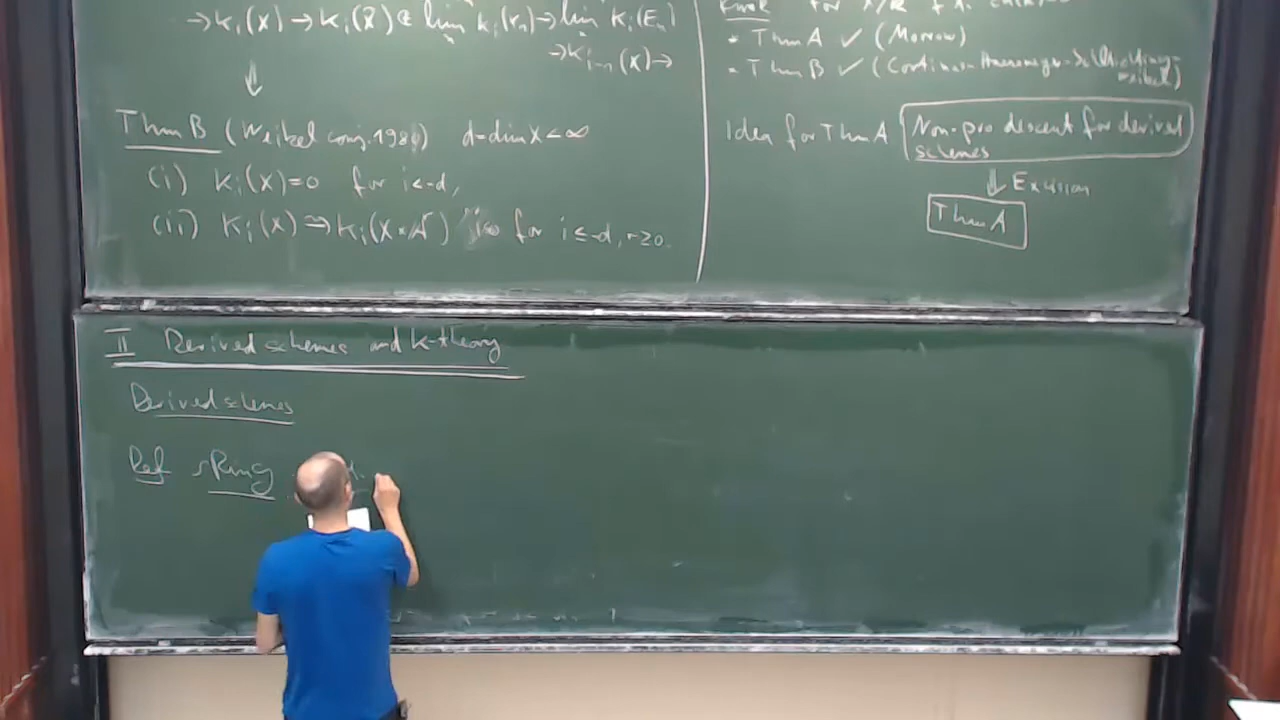 →K_i(X) → K_i(X̃) ⊕ lim K_i(Y_n) → lim K_i(E_n)
→K_{i-1}(X) →
⇓
Thm B (Weibel conj. 1980) d=dim X<∞
(i) K_i(X)=0 for i<-d,
(ii) K_i(X) ≅ K_i(X×A^r) iso for i≤-d, r≥0.
• Thm A ✓ (Morrow)
• Thm B ✓ (Cortiñas-Haesemeyer-Schlichting-Weibel)
Idea for Thm A Non-pro descent for derived
schemes
⇓ Excision
Thm A
II Derived schemes and K-theory
Derived schemes
Def sRing